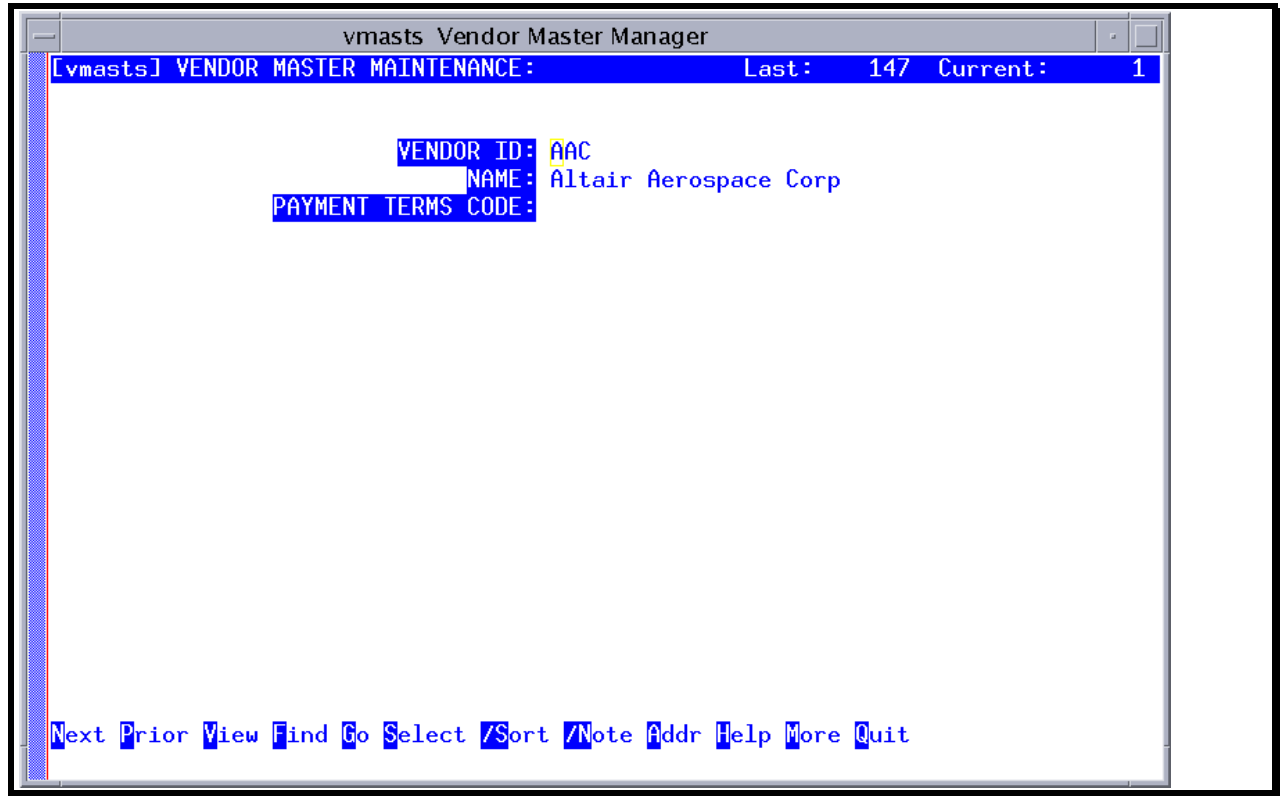 vmasts Vendor Master Manager
[vmasts] VENDOR MASTER MAINTENANCE: Last: 147 Current: 1
VENDOR ID: AAC
NAME: Altair Aerospace Corp
PAYMENT TERMS CODE:
Next Prior View Find Go Select /Sort /Note Addr Help More Quit